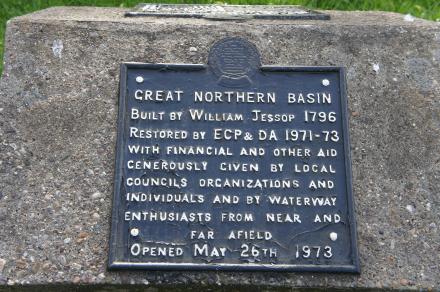 GREAT NORTHERN BASIN
BUILT BY WILLIAM JESSOP 1796
RESTORED BY ECP & DA 1971-73
WITH FINANCIAL AND OTHER AID
GENEROUSLY GIVEN BY LOCAL
COUNCILS ORGANIZATIONS AND
INDIVIDUALS AND BY WATERWAY
ENTHUSIASTS FROM NEAR AND
FAR AFIELD
OPENED MAY 26TH 1973